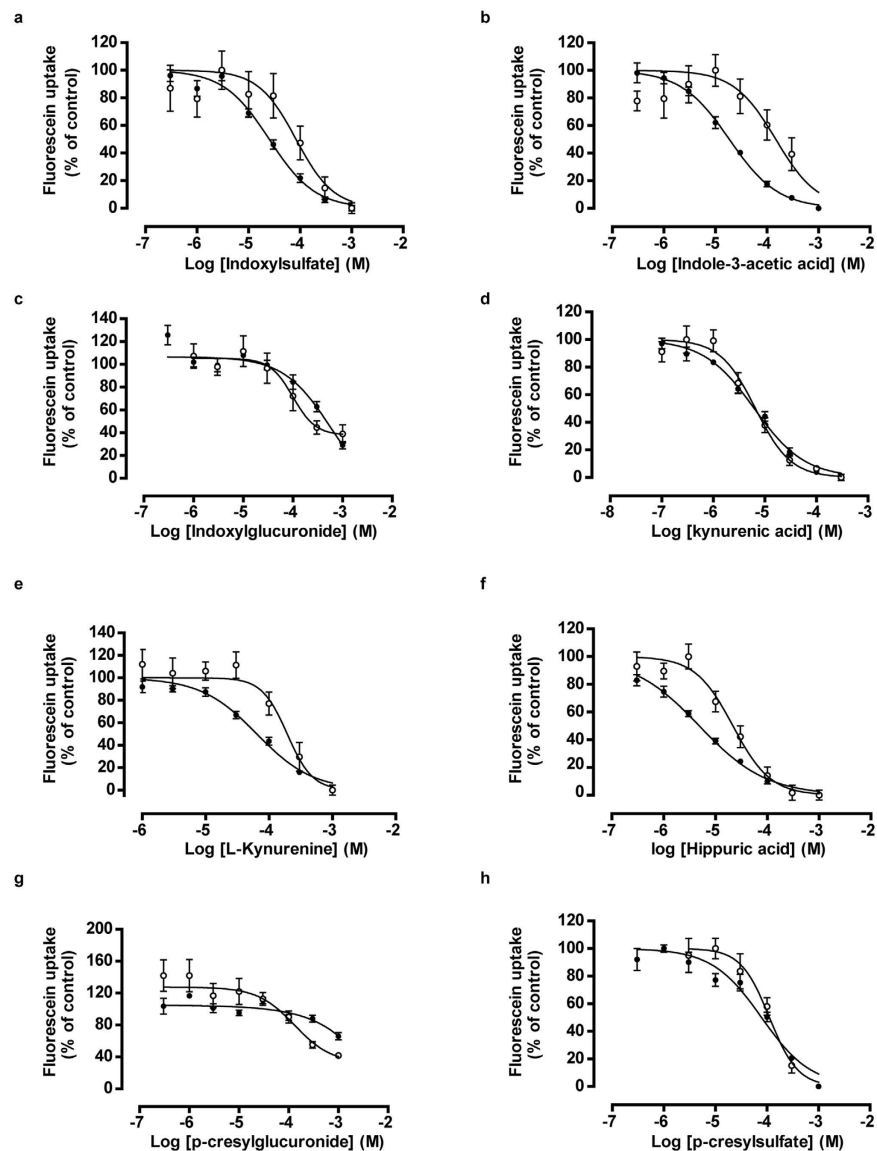 a
Fluorescein uptake
(% of control)
120
100
80
60
40
20
0
-7 -6 -5 -4 -3 -2
Log [Indoxylsulfate] (M)
b
Fluorescein uptake
(% of control)
120
100
80
60
40
20
0
-7 -6 -5 -4 -3 -2
Log [Indole-3-acetic acid] (M)
c
Fluorescein uptake
(% of control)
140
120
100
80
60
40
20
0
-7 -6 -5 -4 -3 -2
Log [Indoxylglucuronide] (M)
d
Fluorescein uptake
(% of control)
120
100
80
60
40
20
0
-8 -7 -6 -5 -4 -3
Log [kynurenic acid] (M)
e
Fluorescein uptake
(% of control)
140
120
100
80
60
40
20
0
-6 -5 -4 -3 -2
Log [L-Kynurenine] (M)
f
Fluorescein uptake
(% of control)
120
100
80
60
40
20
0
-7 -6 -5 -4 -3 -2
log [Hippuric acid] (M)
g
Fluorescein uptake
(% of control)
200
160
120
80
40
0
-7 -6 -5 -4 -3 -2
Log [p-cresylglucuronide] (M)
h
Fluorescein uptake
(% of control)
120
100
80
60
40
20
0
-7 -6 -5 -4 -3 -2
Log [p-cresylsulfate] (M)